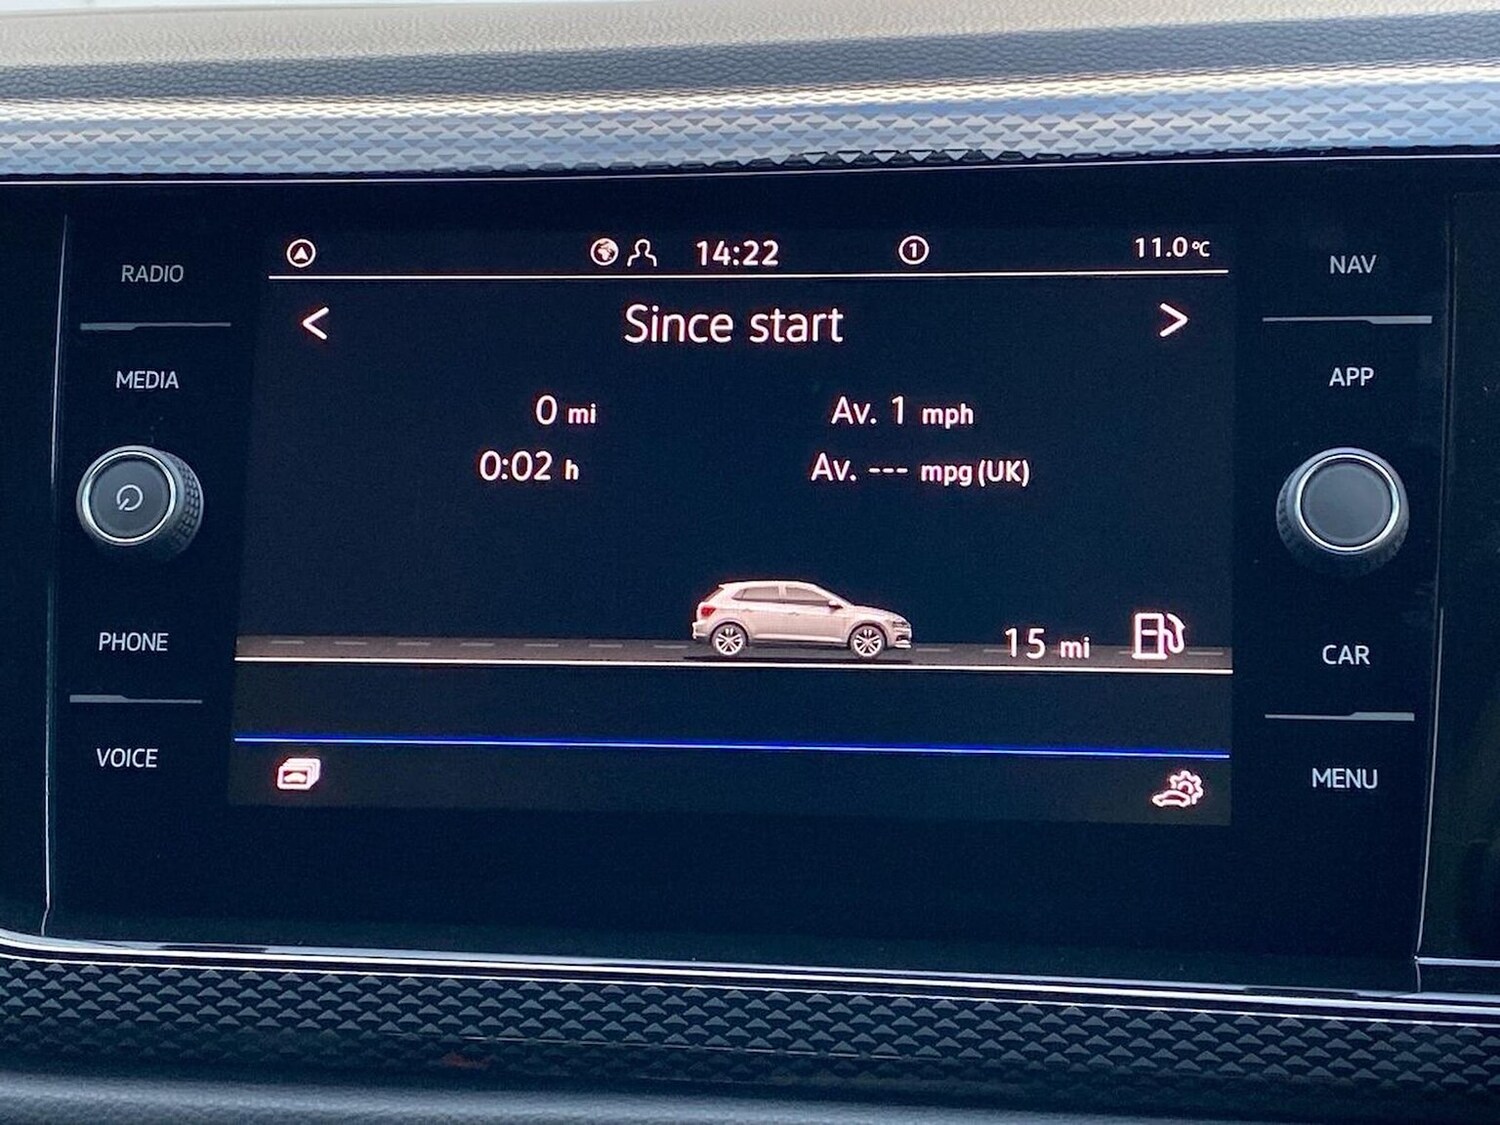 RADIO
MEDIA
PHONE
VOICE
14:22
1
11.0°C
< Since start >
0 mi
Av. 1 mph
0:02 h
Av. --- mpg(UK)
15 mi
NAV
APP
CAR
MENU